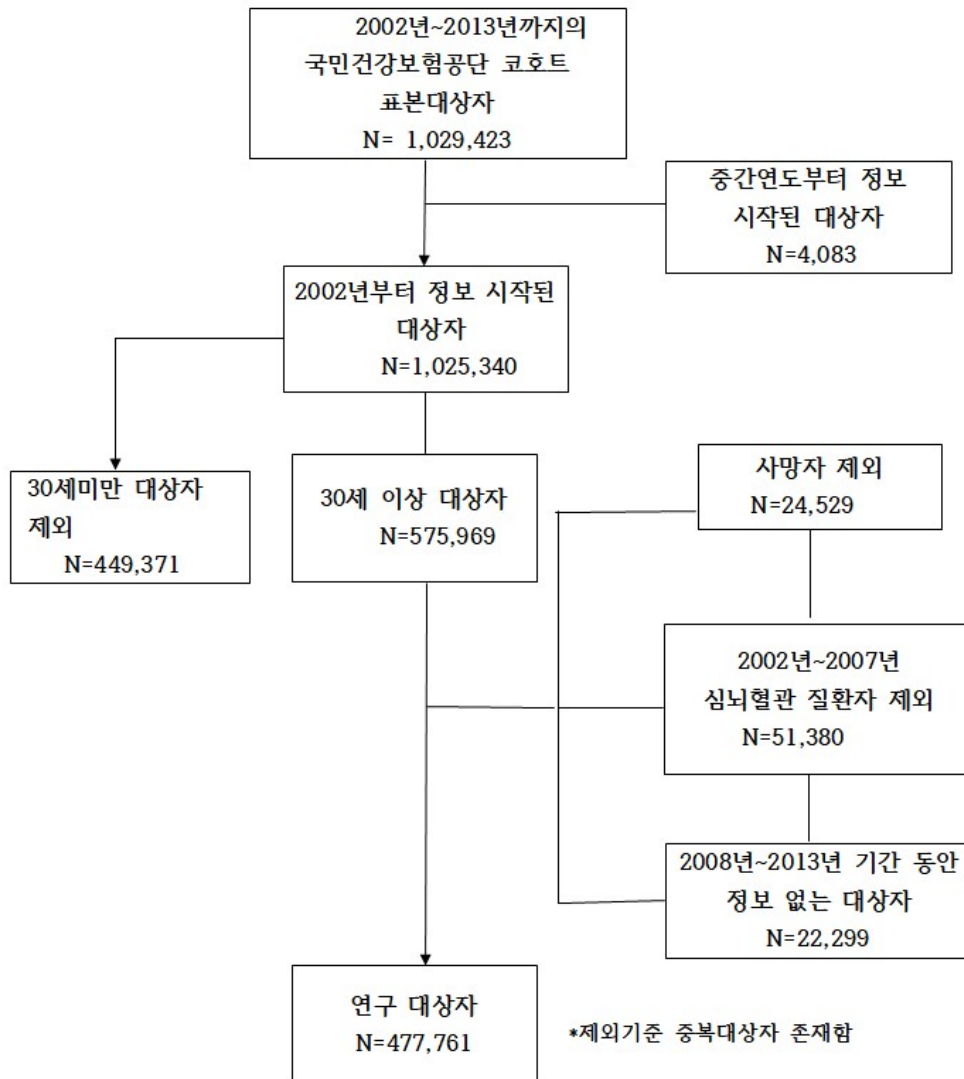 2002년~2013년까지의
국민건강보험공단 코호트
표본대상자
N= 1,029,423
중간연도부터 정보
시작된 대상자
N=4,083
2002년부터 정보 시작된
대상자
N=1,025,340
30세미만 대상자
제외
N=449,371
30세 이상 대상자
N=575,969
사망자 제외
N=24,529
2002년~2007년
심뇌혈관 질환자 제외
N=51,380
2008년~2013년 기간 동안
정보 없는 대상자
N=22,299
연구 대상자
N=477,761
*제외기준 중복대상자 존재함